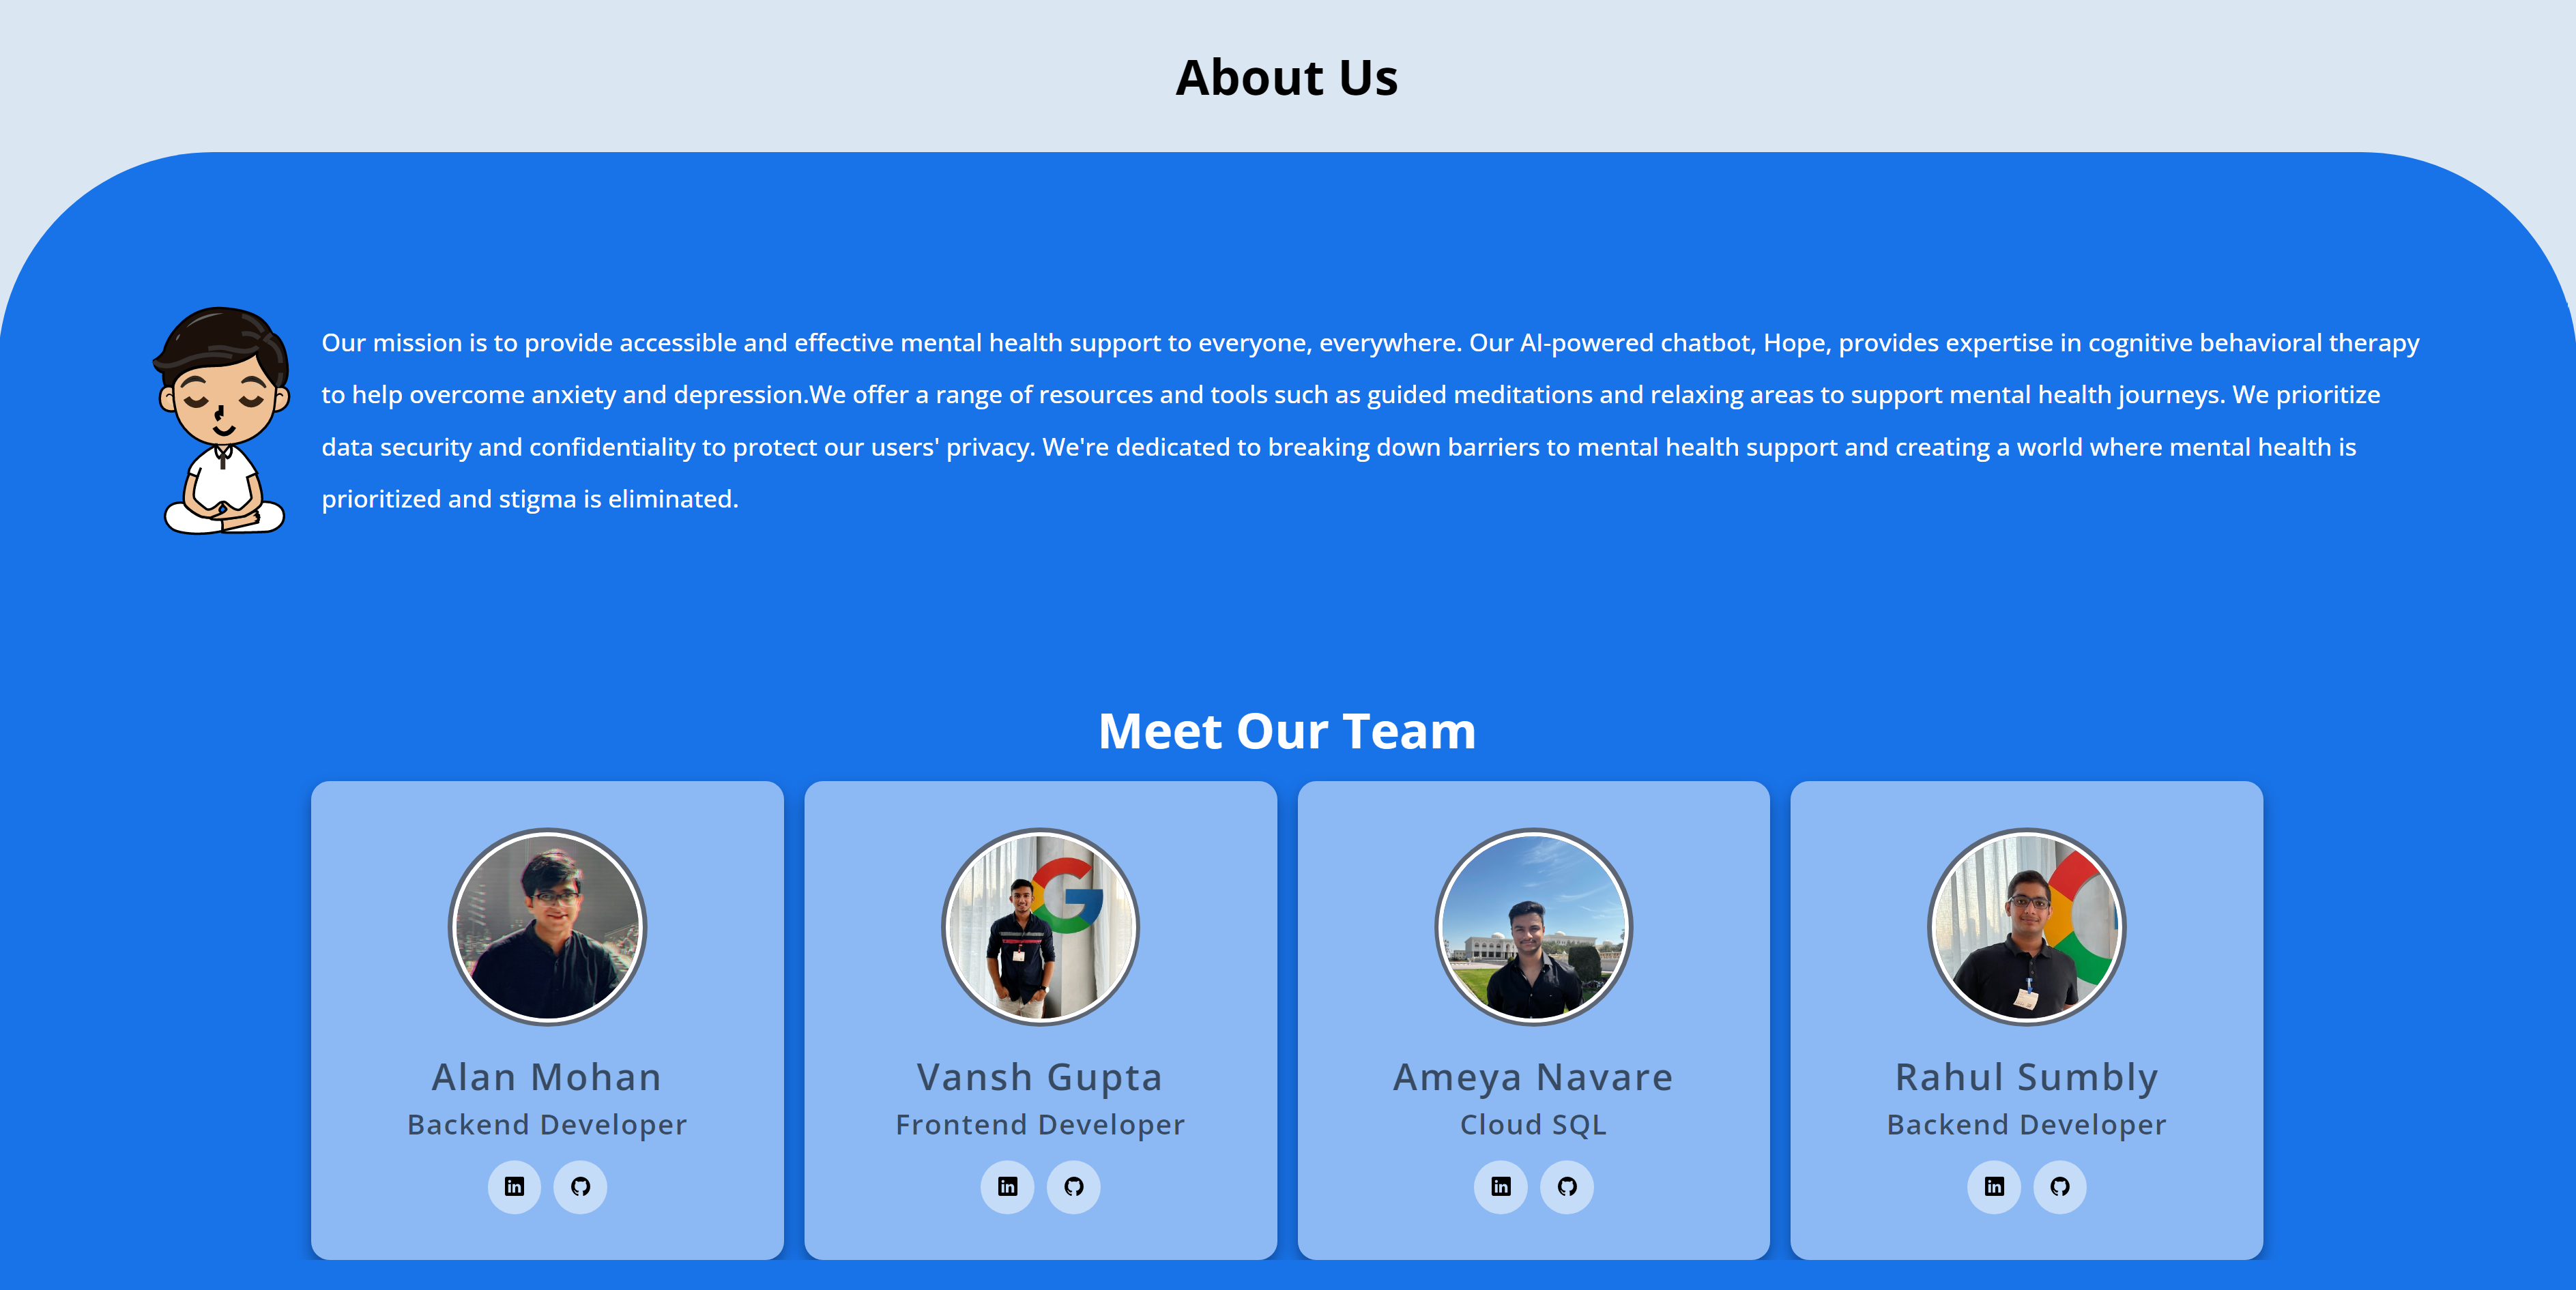 About Us
Our mission is to provide accessible and effective mental health support to everyone, everywhere. Our AI-powered chatbot, Hope, provides expertise in cognitive behavioral therapy
to help overcome anxiety and depression.We offer a range of resources and tools such as guided meditations and relaxing areas to support mental health journeys. We prioritize
data security and confidentiality to protect our users' privacy. We're dedicated to breaking down barriers to mental health support and creating a world where mental health is
prioritized and stigma is eliminated.
Meet Our Team
Alan Mohan
Backend Developer
Vansh Gupta
Frontend Developer
Ameya Navare
Cloud SQL
Rahul Sumbly
Backend Developer